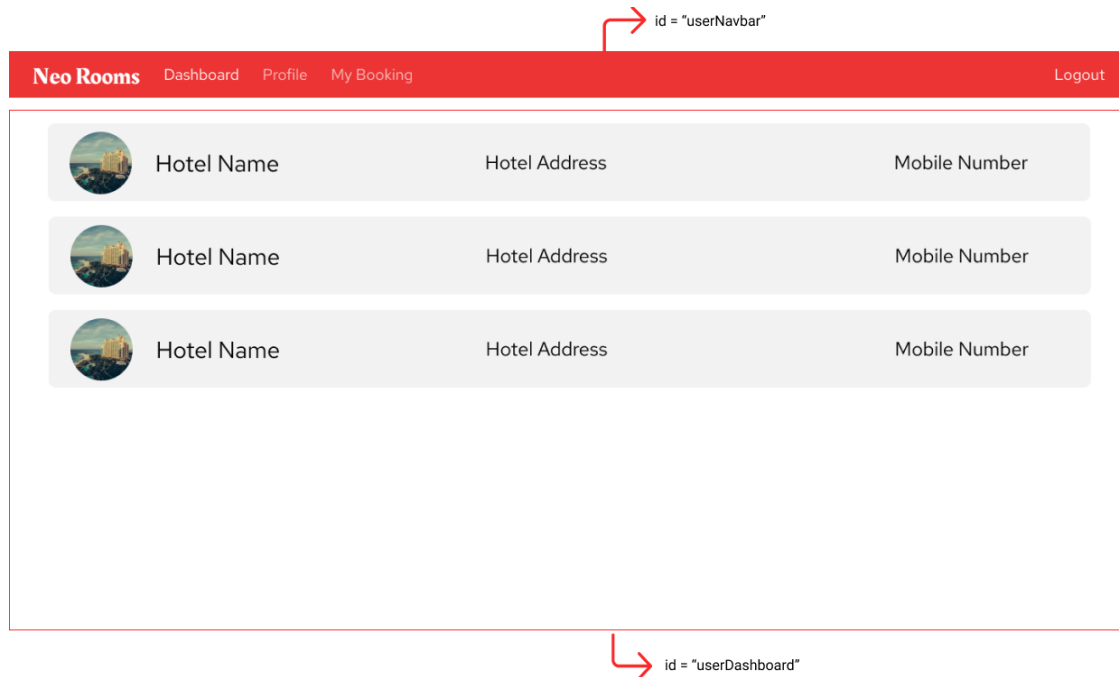 id = “userNavbar”
Neo Rooms Dashboard Profile My Booking Logout
Hotel Name Hotel Address Mobile Number
Hotel Name Hotel Address Mobile Number
Hotel Name Hotel Address Mobile Number
id = “userDashboard”